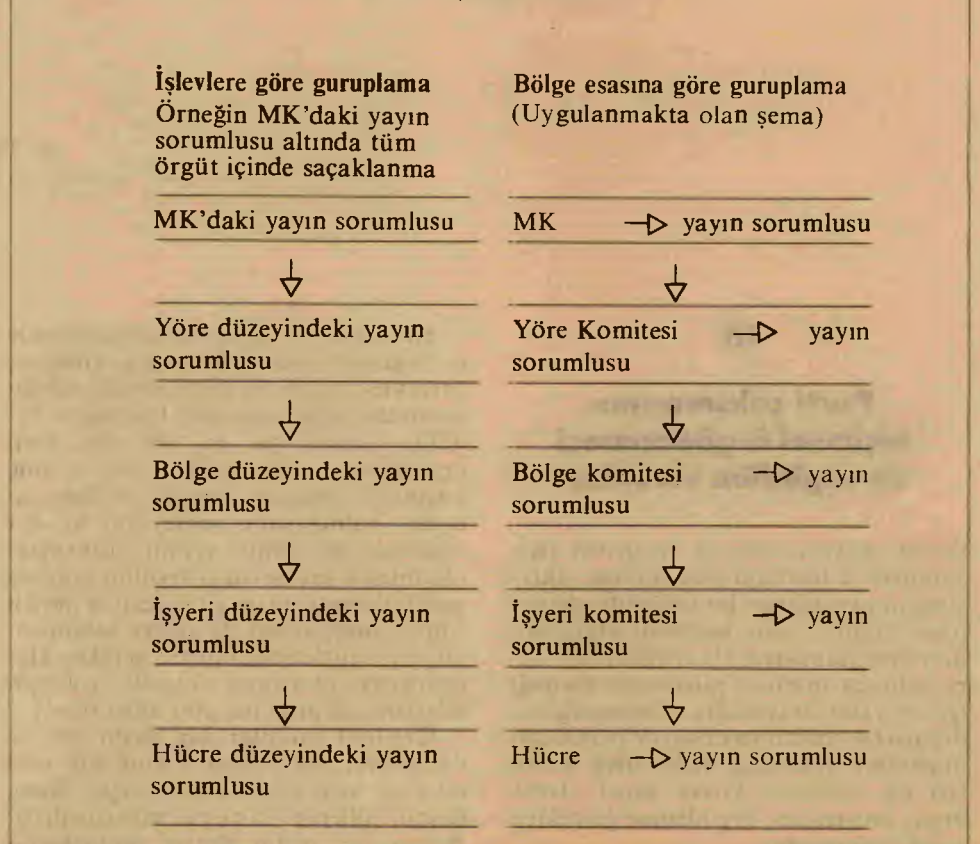 İşlevlere göre guruplama
Örneğin MK'daki yayın
sorumlusu altında tüm
örgüt içinde saçaklanma
MK'daki yayın sorumlusu
Yöre düzeyindeki yayın
sorumlusu
Bölge düzeyindeki yayın
sorumlusu
İşyeri düzeyindeki yayın
sorumlusu
Hücre düzeyindeki yayın
sorumlusu
Bölge esasına göre guruplama
(Uygulanmakta olan şema)
MK yayın sorumlusu
Yöre Komitesi yayın
sorumlusu
Bölge komitesi yayın
sorumlusu
İşyeri komitesi yayın
sorumlusu
Hücre yayın sorumlusu